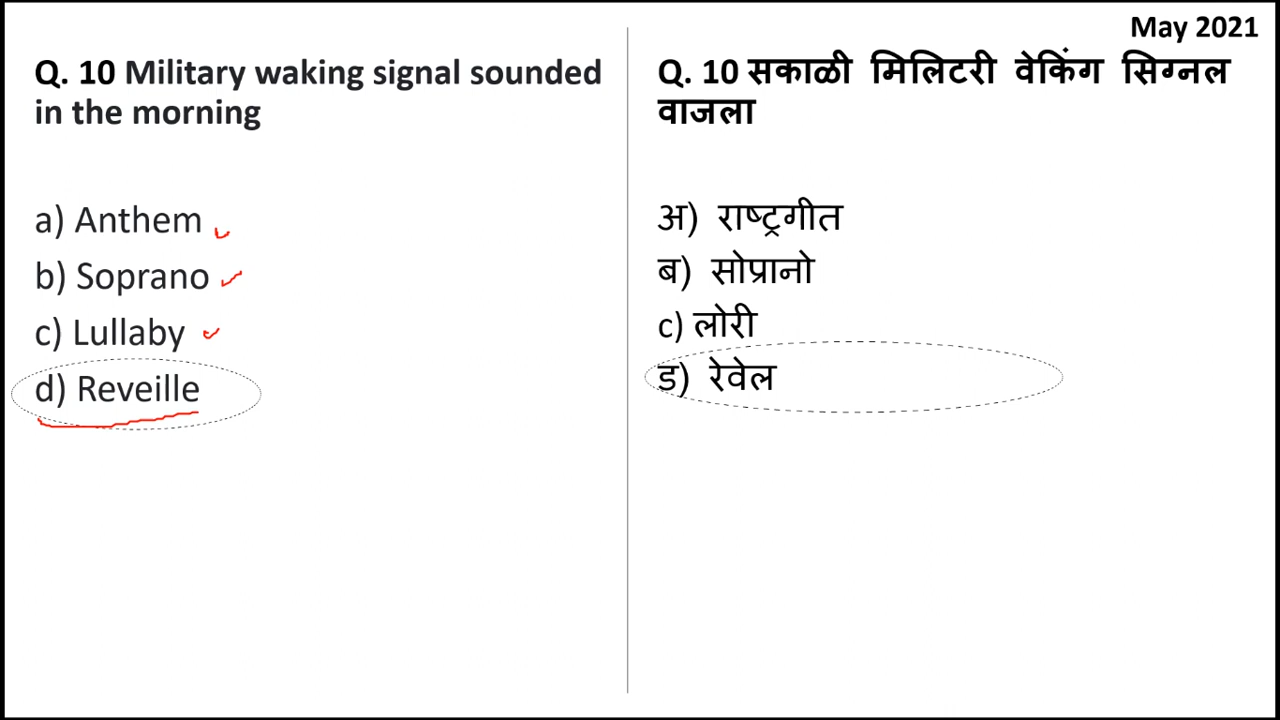 May 2021
Q. 10 Military waking signal sounded
in the morning
a) Anthem
b) Soprano
c) Lullaby
d) Reveille
Q. 10 सकाळी मिलिटरी वेकिंग सिग्नल
वाजला
अ) राष्ट्रगीत
ब) सोप्रानो
c) लोरी
ड) रेवेल